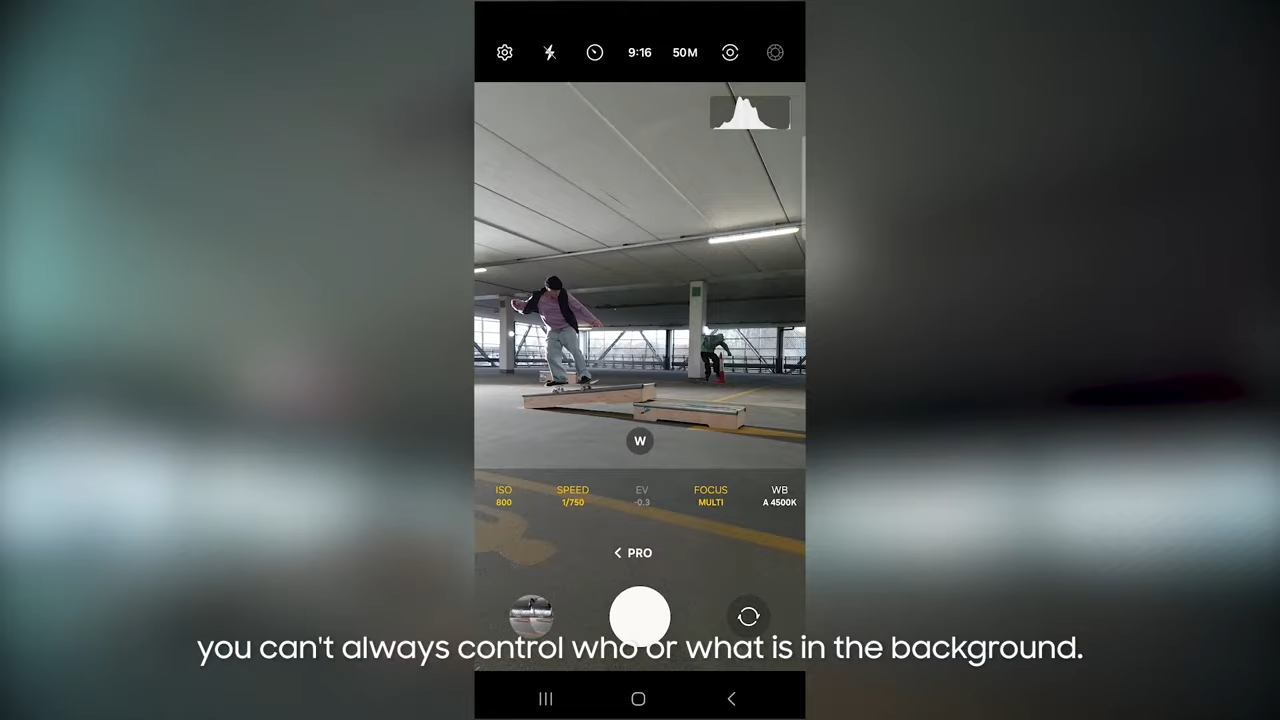 9:16 50M
W
ISO SPEED EV FOCUS WB
800 1/750 -0.3 MULTI A 4500K
PRO
you can't always control who or what is in the background.